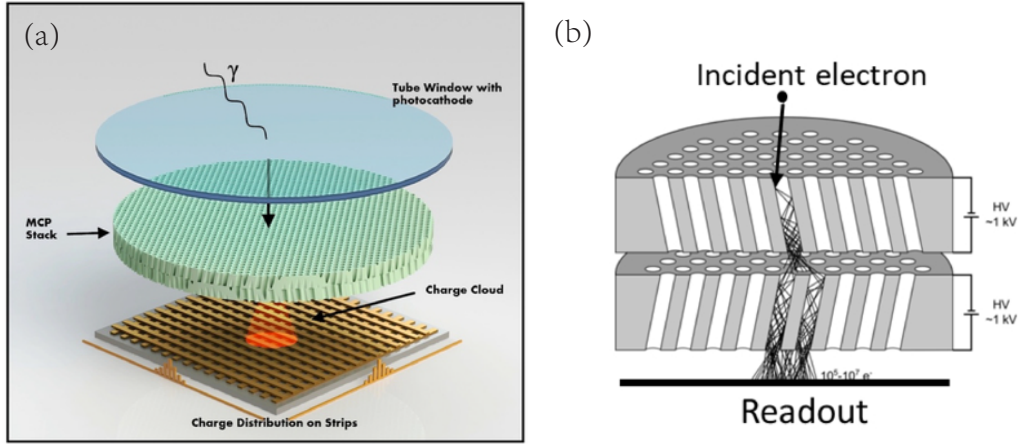 (a)
γ
Tube Window with
photocathode
MCP
Stack
Charge Cloud
Charge Distribution on Strips
(b)
Incident electron
HV
~1 kV
HV
~1 kV
10⁵-10⁷ e⁻
Readout